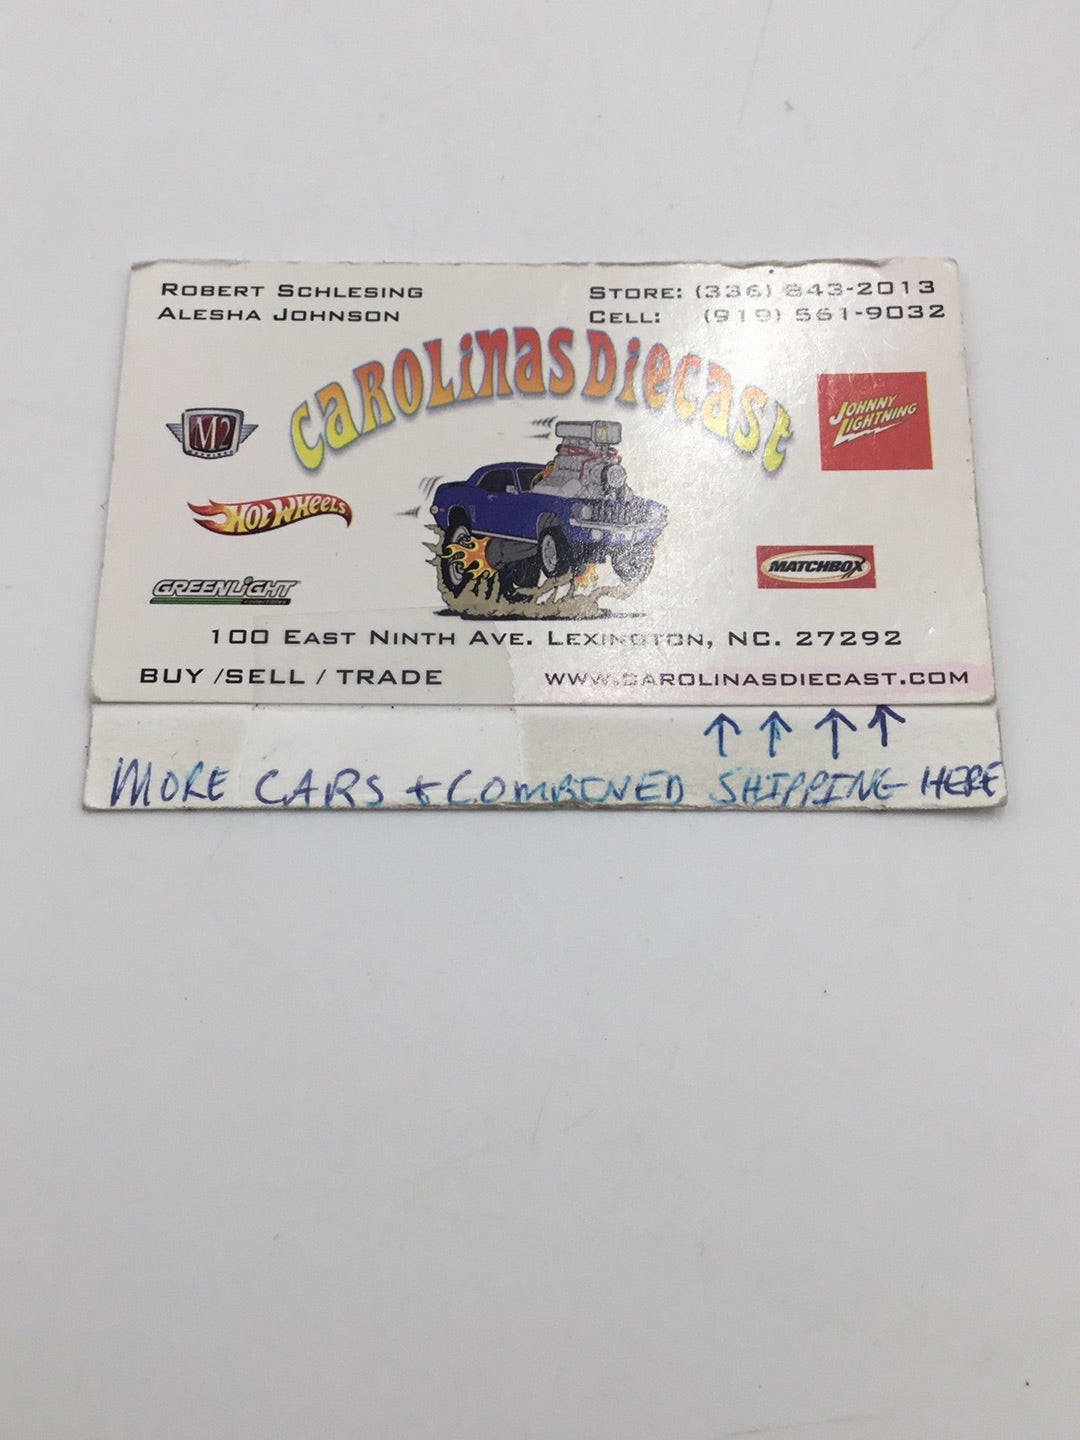 ROBERT SCHLESING
ALESHA JOHNSON
STORE: (336) 843-2013
CELL: (919) 561-9032
CAROLINAS DIECAST
M2
JOHNNY LIGHTNING
HOT WHEELS
GREENLIGHT
MATCHBOX
100 EAST NINTH AVE. LEXINGTON, NC. 27292
BUY /SELL / TRADE
WWW.CAROLINASDIECAST.COM
MORE CARS + COMBINED SHIPPING HERE